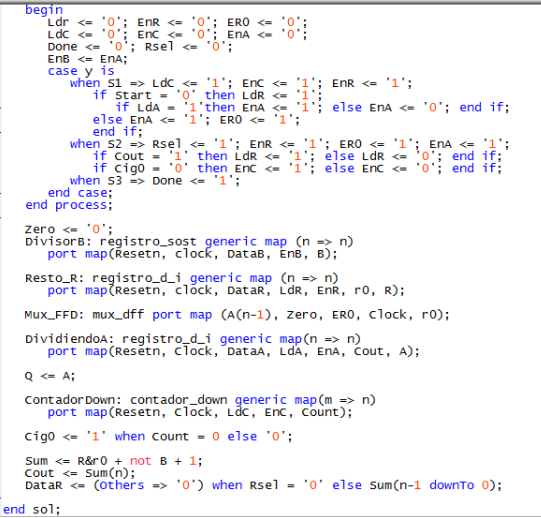 begin
Ldr <= '0'; EnR <= '0'; ER0 <= '0';
LdC <= '0'; EnC <= '0'; EnA <= '0';
Done <= '0'; Rsel <= '0';
EnB <= EnA;
case y is
when S1 => LdC <= '1'; EnC <= '1'; EnR <= '1';
if Start = '0' then LdR <= '1';
if LdA = '1'then EnA <= '1'; else EnA <= '0'; end if;
else EnA <= '1'; ER0 <= '1';
end if;
when S2 => Rsel <= '1'; EnR <= '1'; ER0 <= '1'; EnA <= '1';
if Cout = '1' then LdR <= '1'; else LdR <= '0'; end if;
if Cig0 = '0' then EnC <= '1'; else EnC <= '0'; end if;
when S3 => Done <= '1';
end case;
end process;
Zero <= '0';
DivisorB: registro_sost generic map (n => n)
port map(Resetn, clock, DataB, EnB, B);
Resto_R: registro_d_i generic map (n => n)
port map(Resetn, clock, DataR, LdR, EnR, r0, R);
Mux_FFD: mux_dff port map (A(n-1), Zero, ER0, Clock, r0);
DividiendoA: registro_d_i generic map(n => n)
port map(Resetn, Clock, DataA, LdA, EnA, Cout, A);
Q <= A;
ContadorDown: contador_down generic map(m => n)
port map(Resetn, Clock, LdC, EnC, Count);
Cig0 <= '1' when Count = 0 else '0';
Sum <= R&r0 + not B + 1;
Cout <= Sum(n);
DataR <= (Others => '0') when Rsel = '0' else Sum(n-1 downTo 0);
end sol;